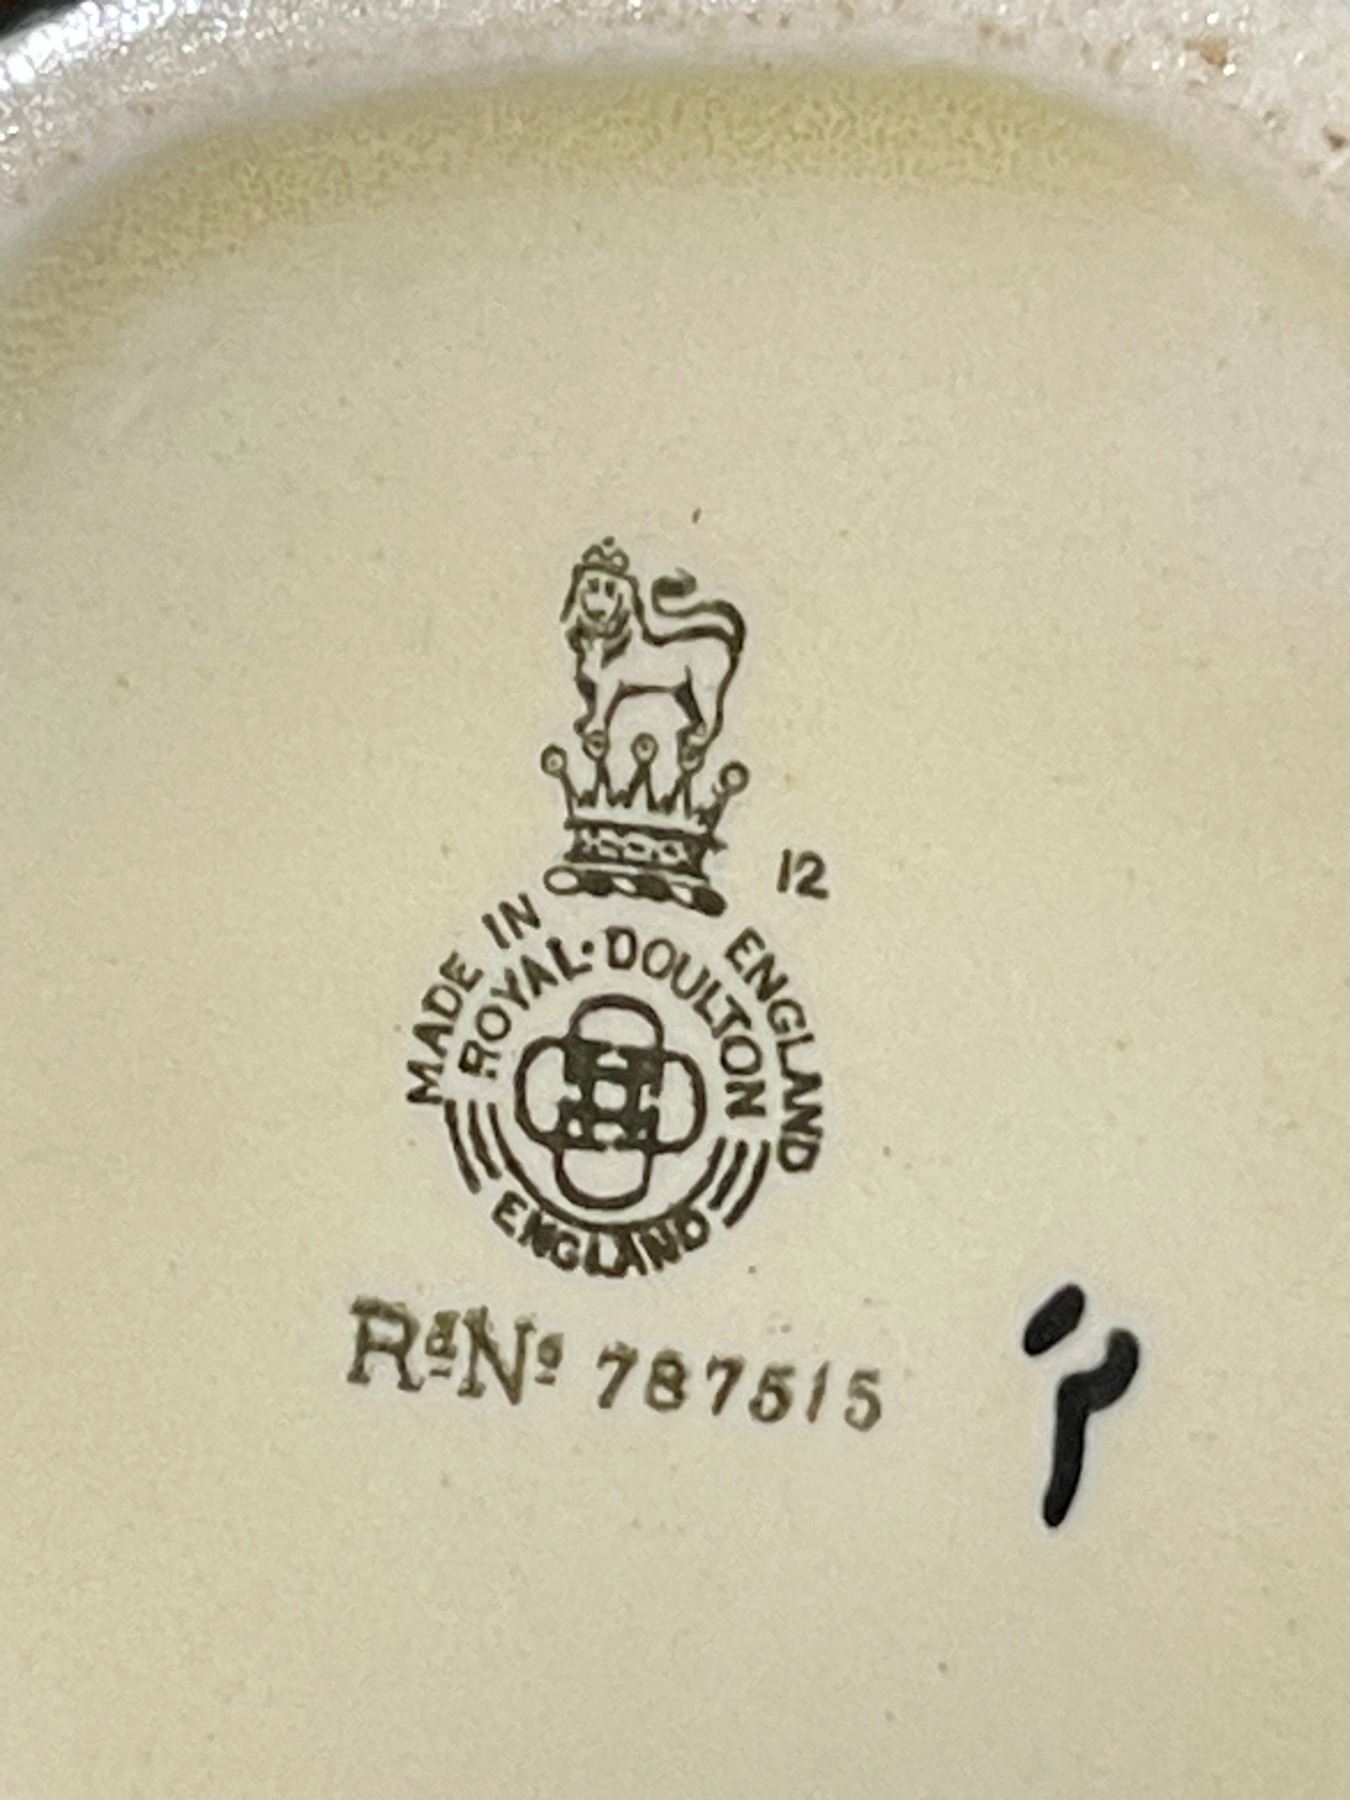 12
MADE IN ENGLAND
ROYAL·DOULTON
ENGLAND
Rd No 787515